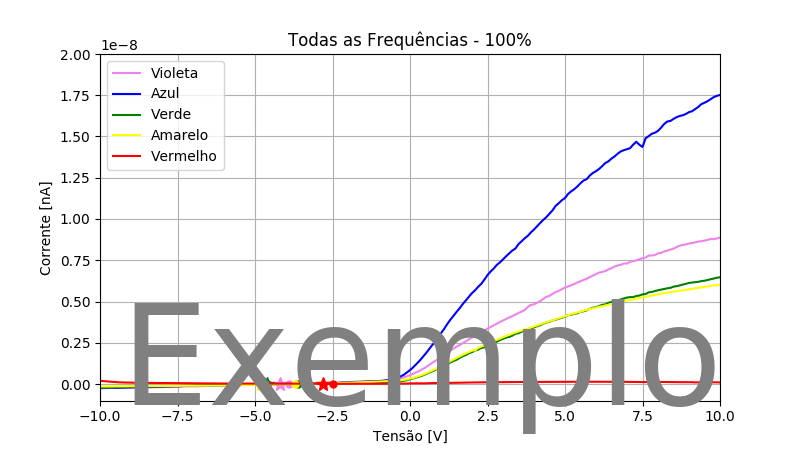 Todas as Frequências - 100%
1e−8
2.00
1.75
1.50
1.25
1.00
0.75
0.50
0.25
0.00
Corrente [nA]
Violeta
Azul
Verde
Amarelo
Vermelho
Exemplo
−10.0 −7.5 −5.0 −2.5 0.0 2.5 5.0 7.5 10.0
Tensão [V]